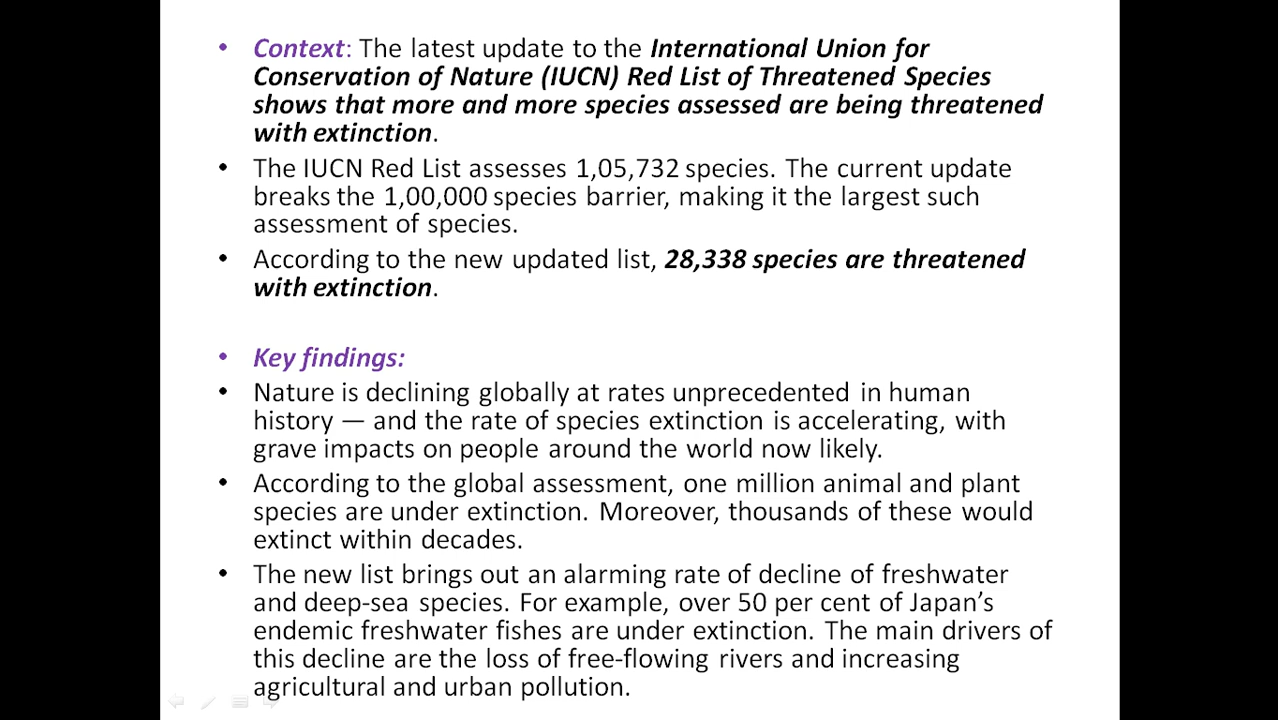 • Context: The latest update to the International Union for
Conservation of Nature (IUCN) Red List of Threatened Species
shows that more and more species assessed are being threatened
with extinction.
• The IUCN Red List assesses 1,05,732 species. The current update
breaks the 1,00,000 species barrier, making it the largest such
assessment of species.
• According to the new updated list, 28,338 species are threatened
with extinction.
• Key findings:
• Nature is declining globally at rates unprecedented in human
history — and the rate of species extinction is accelerating, with
grave impacts on people around the world now likely.
• According to the global assessment, one million animal and plant
species are under extinction. Moreover, thousands of these would
extinct within decades.
• The new list brings out an alarming rate of decline of freshwater
and deep-sea species. For example, over 50 per cent of Japan’s
endemic freshwater fishes are under extinction. The main drivers of
this decline are the loss of free-flowing rivers and increasing
agricultural and urban pollution.